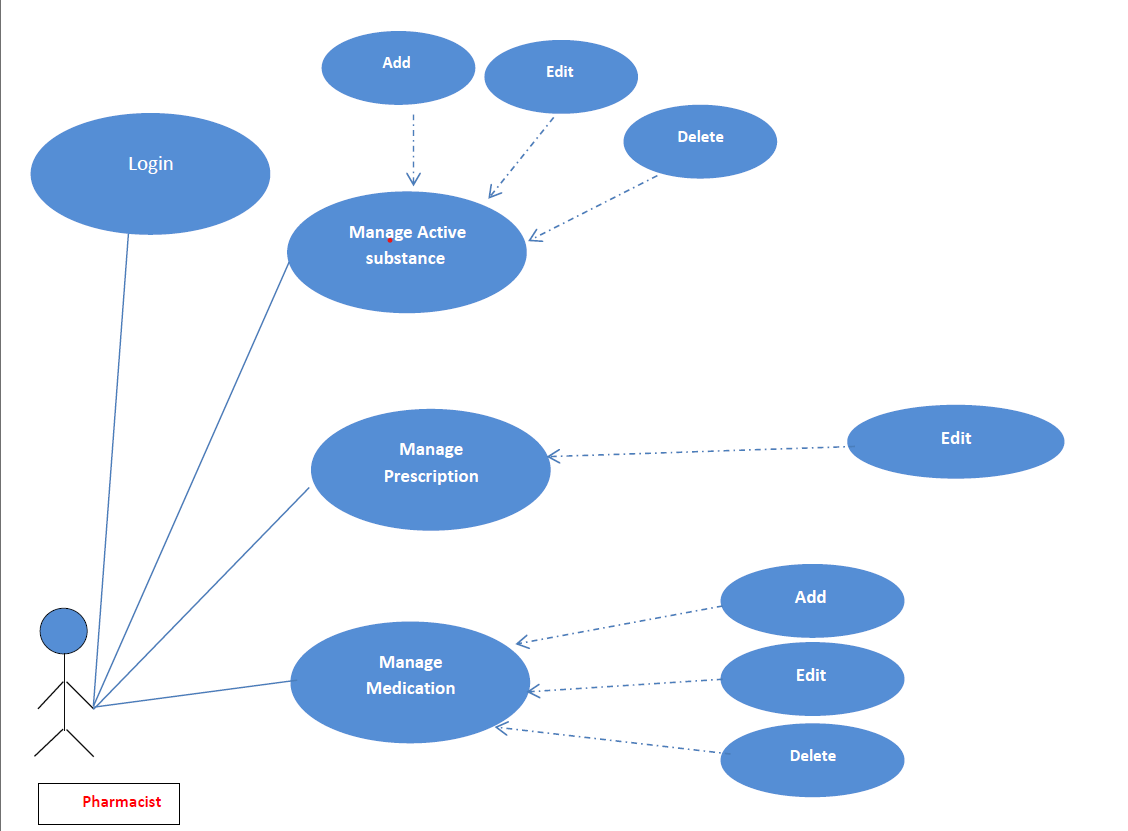 Add
Edit
Delete
Login
Manage Active
substance
Manage
Prescription
Edit
Manage
Medication
Add
Edit
Delete
Pharmacist